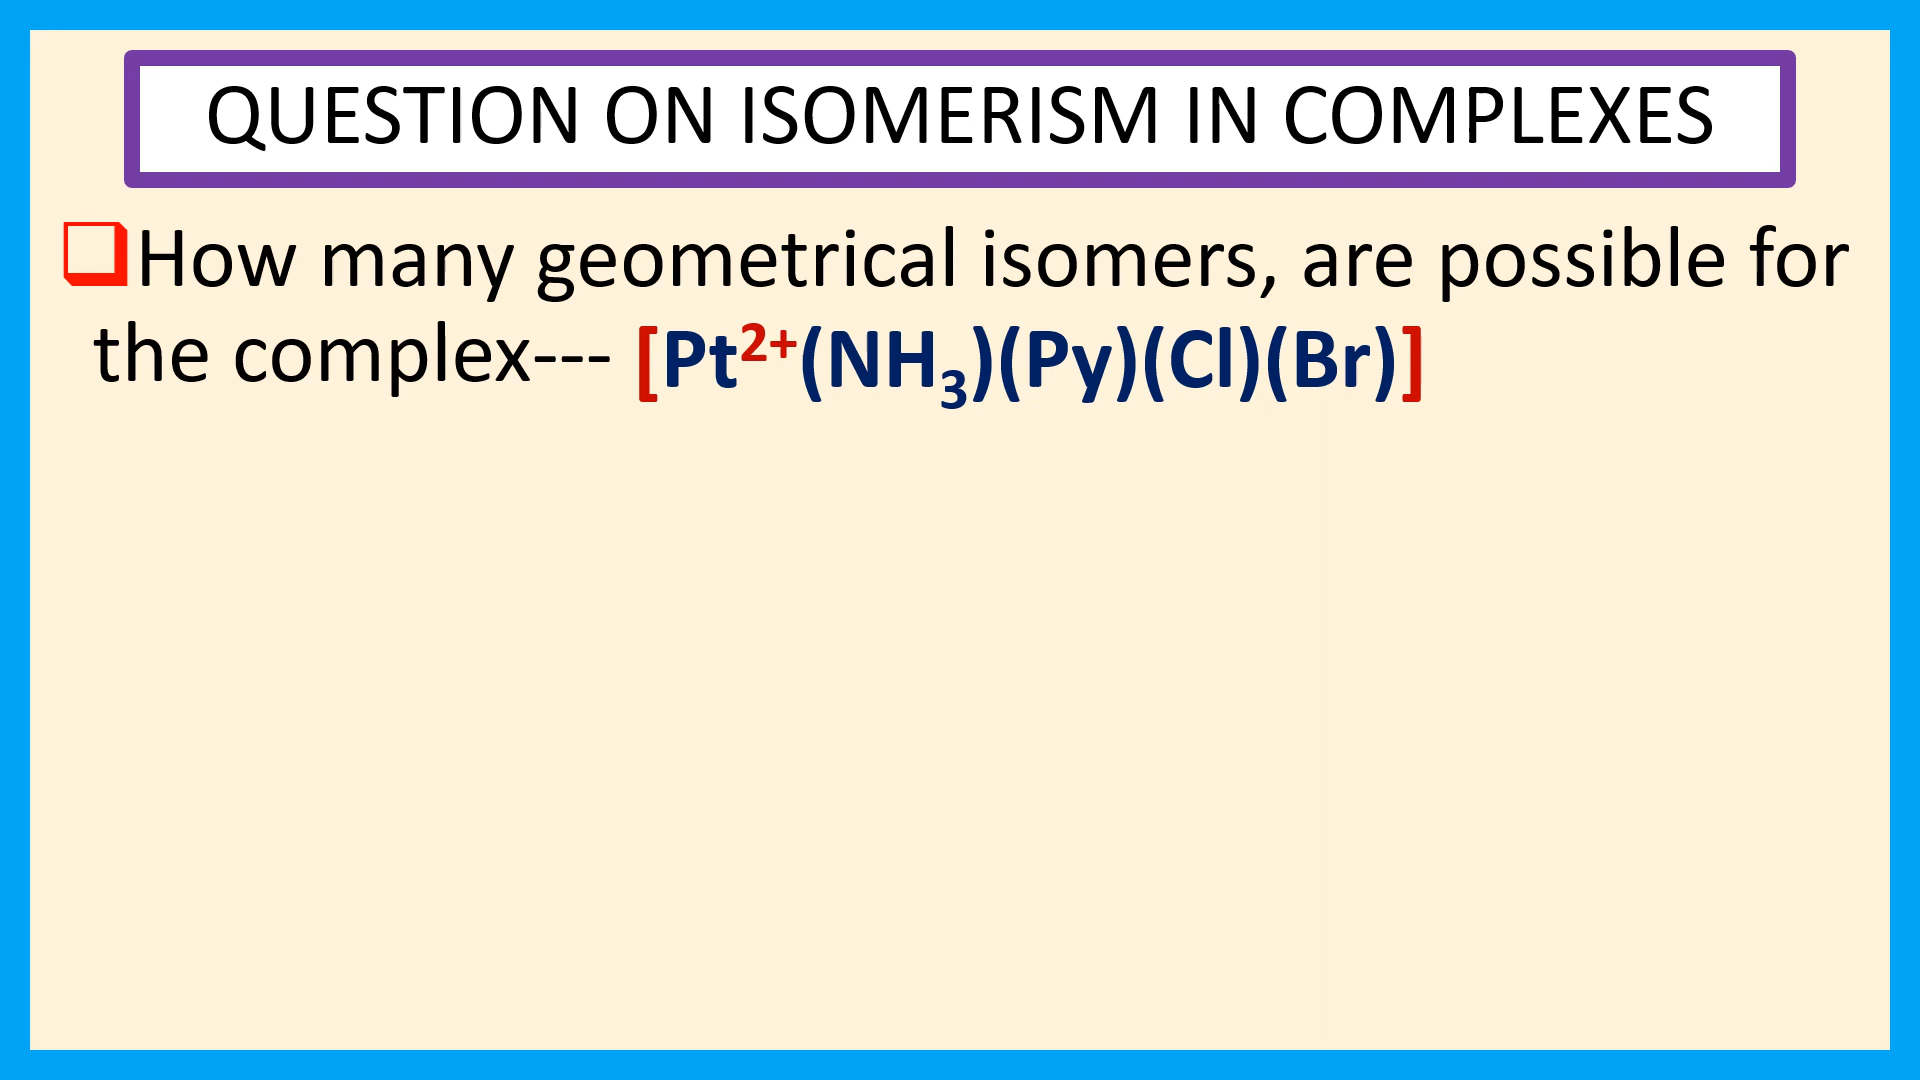 QUESTION ON ISOMERISM IN COMPLEXES
❑How many geometrical isomers, are possible for
the complex--- [Pt²⁺(NH₃)(Py)(Cl)(Br)]